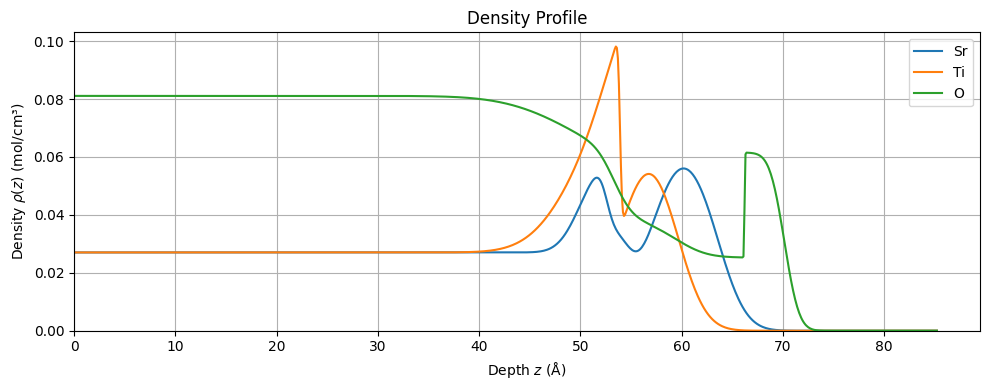 Density Profile
Density ρ(z) (mol/cm³)
0.10
0.08
0.06
0.04
0.02
0.00
Sr
Ti
O
0 10 20 30 40 50 60 70 80
Depth z (Å)